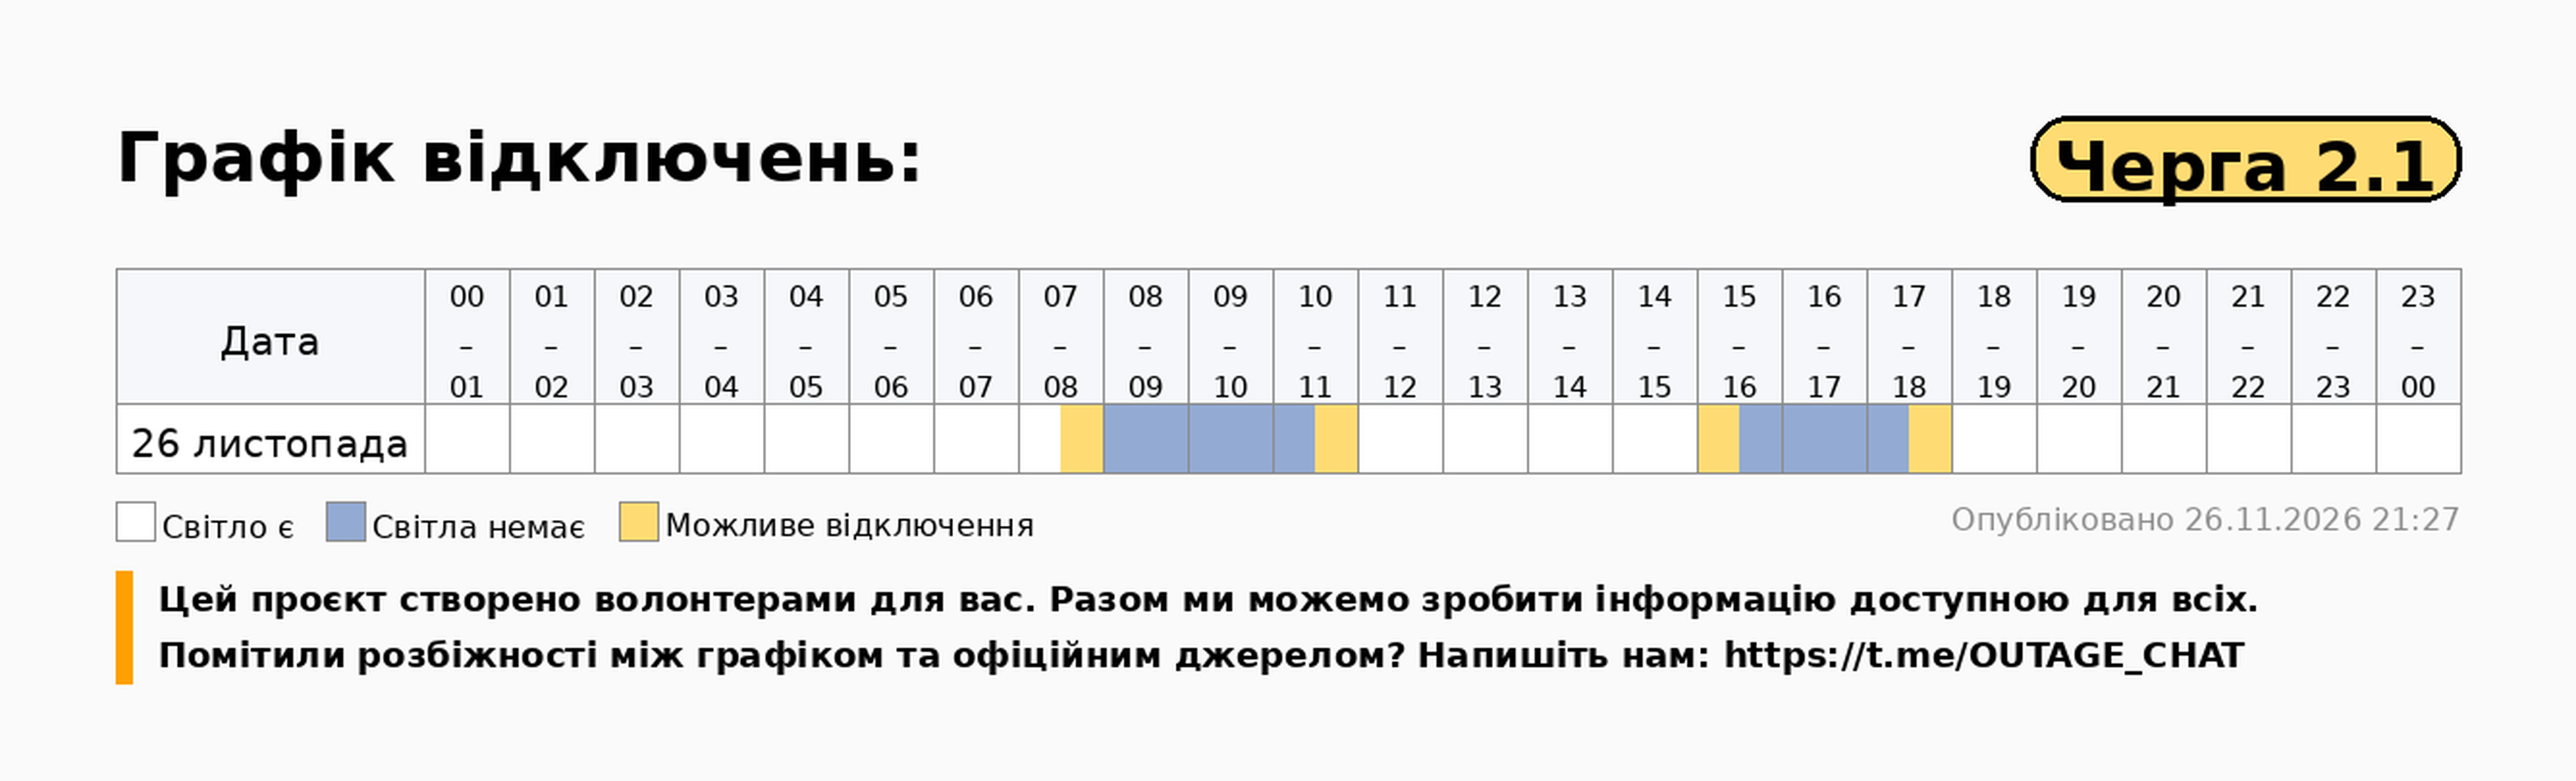 Графік відключень:
Черга 2.1
Дата
00 – 01
01 – 02
02 – 03
03 – 04
04 – 05
05 – 06
06 – 07
07 – 08
08 – 09
09 – 10
10 – 11
11 – 12
12 – 13
13 – 14
14 – 15
15 – 16
16 – 17
17 – 18
18 – 19
19 – 20
20 – 21
21 – 22
22 – 23
23 – 00
26 листопада
Світло є
Світла немає
Можливе відключення
Опубліковано 26.11.2026 21:27
Цей проєкт створено волонтерами для вас. Разом ми можемо зробити інформацію доступною для всіх.
Помітили розбіжності між графіком та офіційним джерелом? Напишіть нам: https://t.me/OUTAGE_CHAT